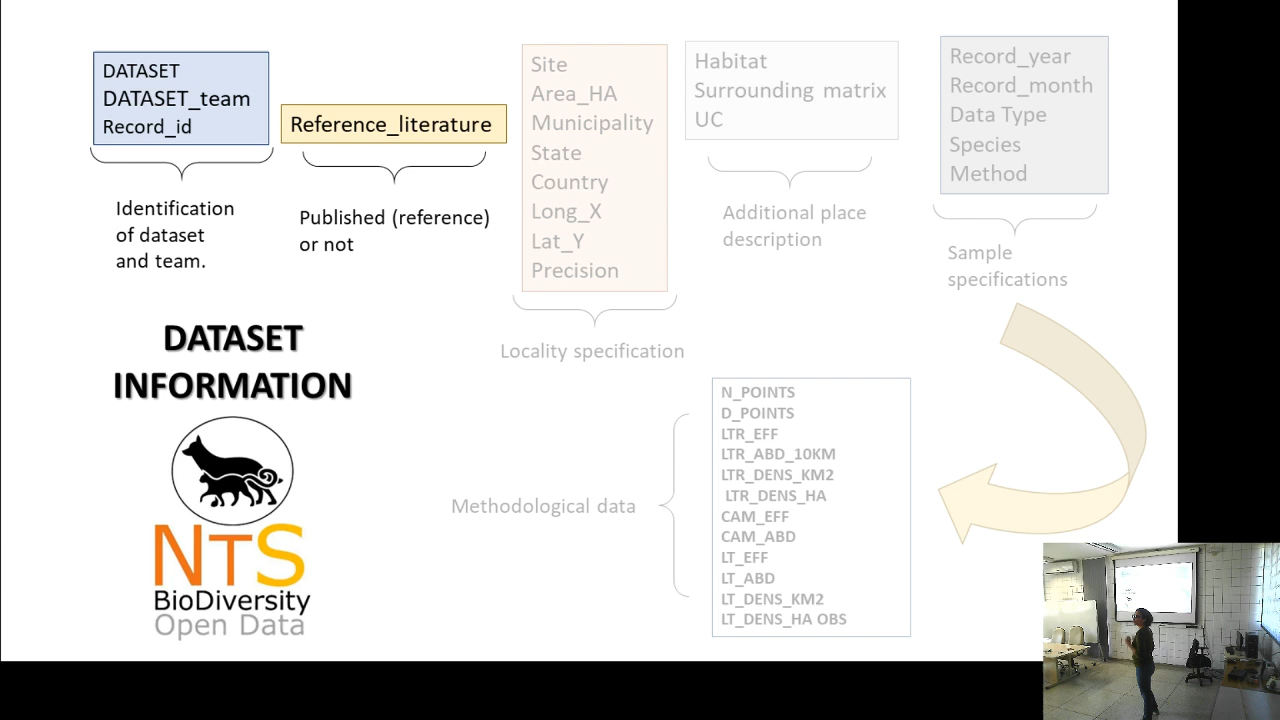 DATASET
DATASET_team
Record_id
Identification
of dataset
and team.
Reference_literature
Published (reference)
or not
Site
Area_HA
Municipality
State
Country
Long_X
Lat_Y
Precision
Locality specification
Habitat
Surrounding matrix
UC
Additional place
description
Record_year
Record_month
Data Type
Species
Method
Sample
specifications
DATASET
INFORMATION
NTS
BioDiversity
Open Data
Methodological data
N_POINTS
D_POINTS
LTR_EFF
LTR_ABD_10KM
LTR_DENS_KM2
LTR_DENS_HA
CAM_EFF
CAM_ABD
LT_EFF
LT_ABD
LT_DENS_KM2
LT_DENS_HA OBS